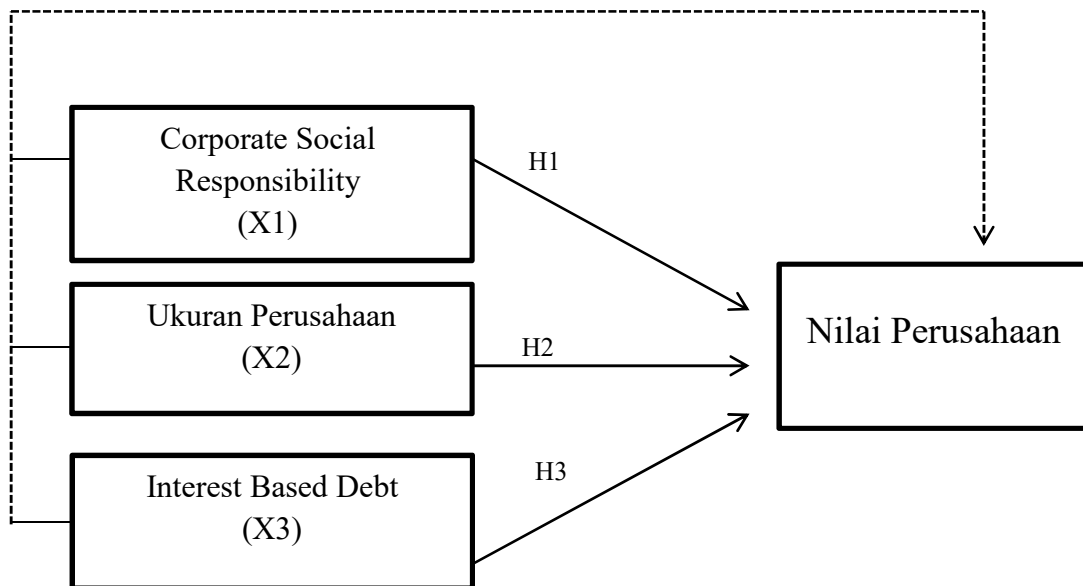 Corporate Social
Responsibility
(X1)
H1
Ukuran Perusahaan
(X2)
H2
Nilai Perusahaan
Interest Based Debt
(X3)
H3